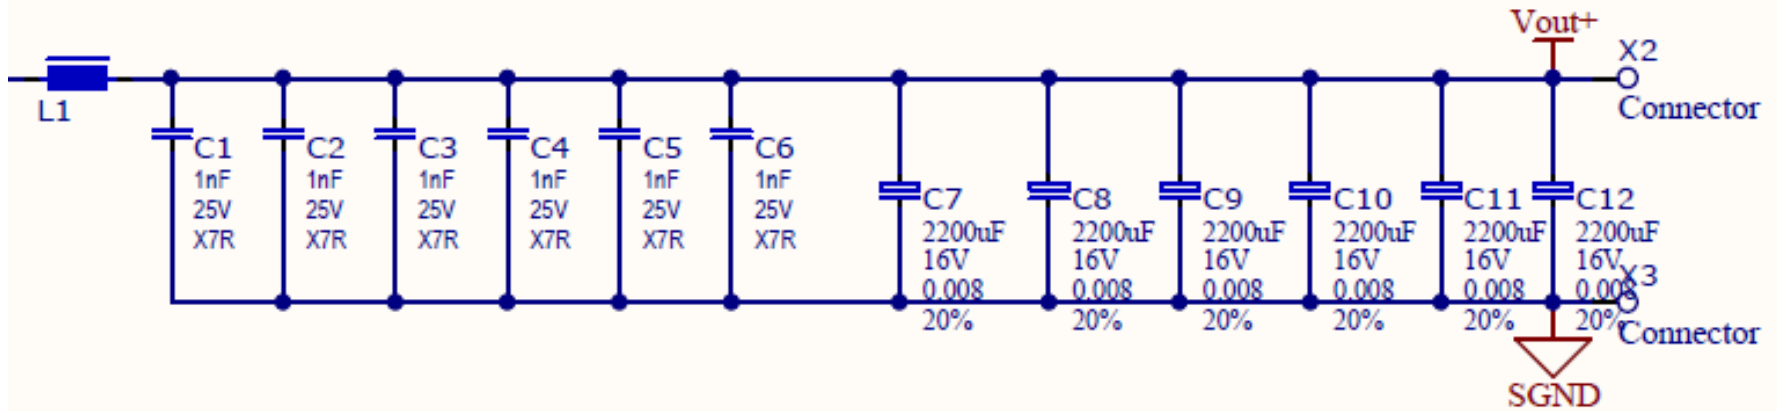 Vout+
X2
Connector
L1
C1
1nF
25V
X7R
C2
1nF
25V
X7R
C3
1nF
25V
X7R
C4
1nF
25V
X7R
C5
1nF
25V
X7R
C6
1nF
25V
X7R
C7
2200uF
16V
0.008
20%
C8
2200uF
16V
0.008
20%
C9
2200uF
16V
0.008
20%
C10
2200uF
16V
0.008
20%
C11
2200uF
16V
0.008
20%
C12
2200uF
16V
0.008
20%
X3
Connector
SGND